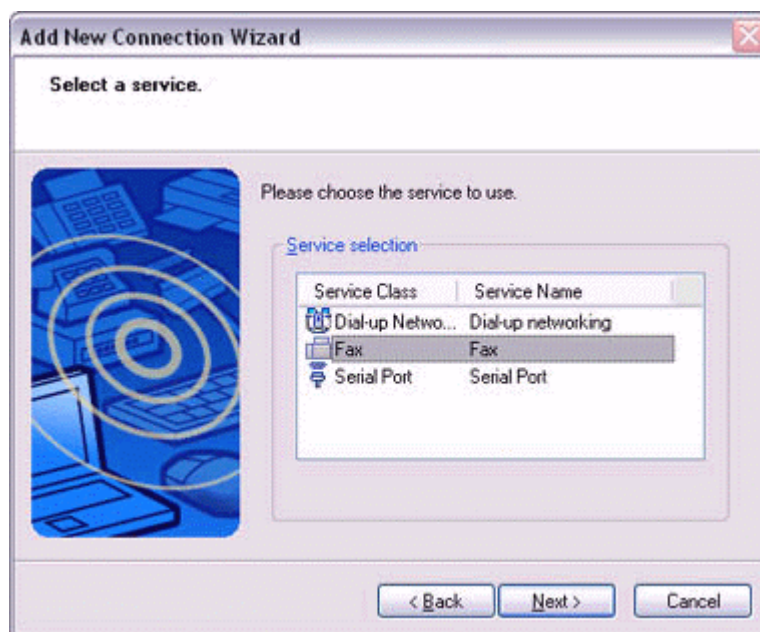 Add New Connection Wizard
Select a service.
Please choose the service to use.
Service selection
Service Class Service Name
Dial-up Netwo... Dial-up networking
Fax Fax
Serial Port Serial Port
< Back Next > Cancel